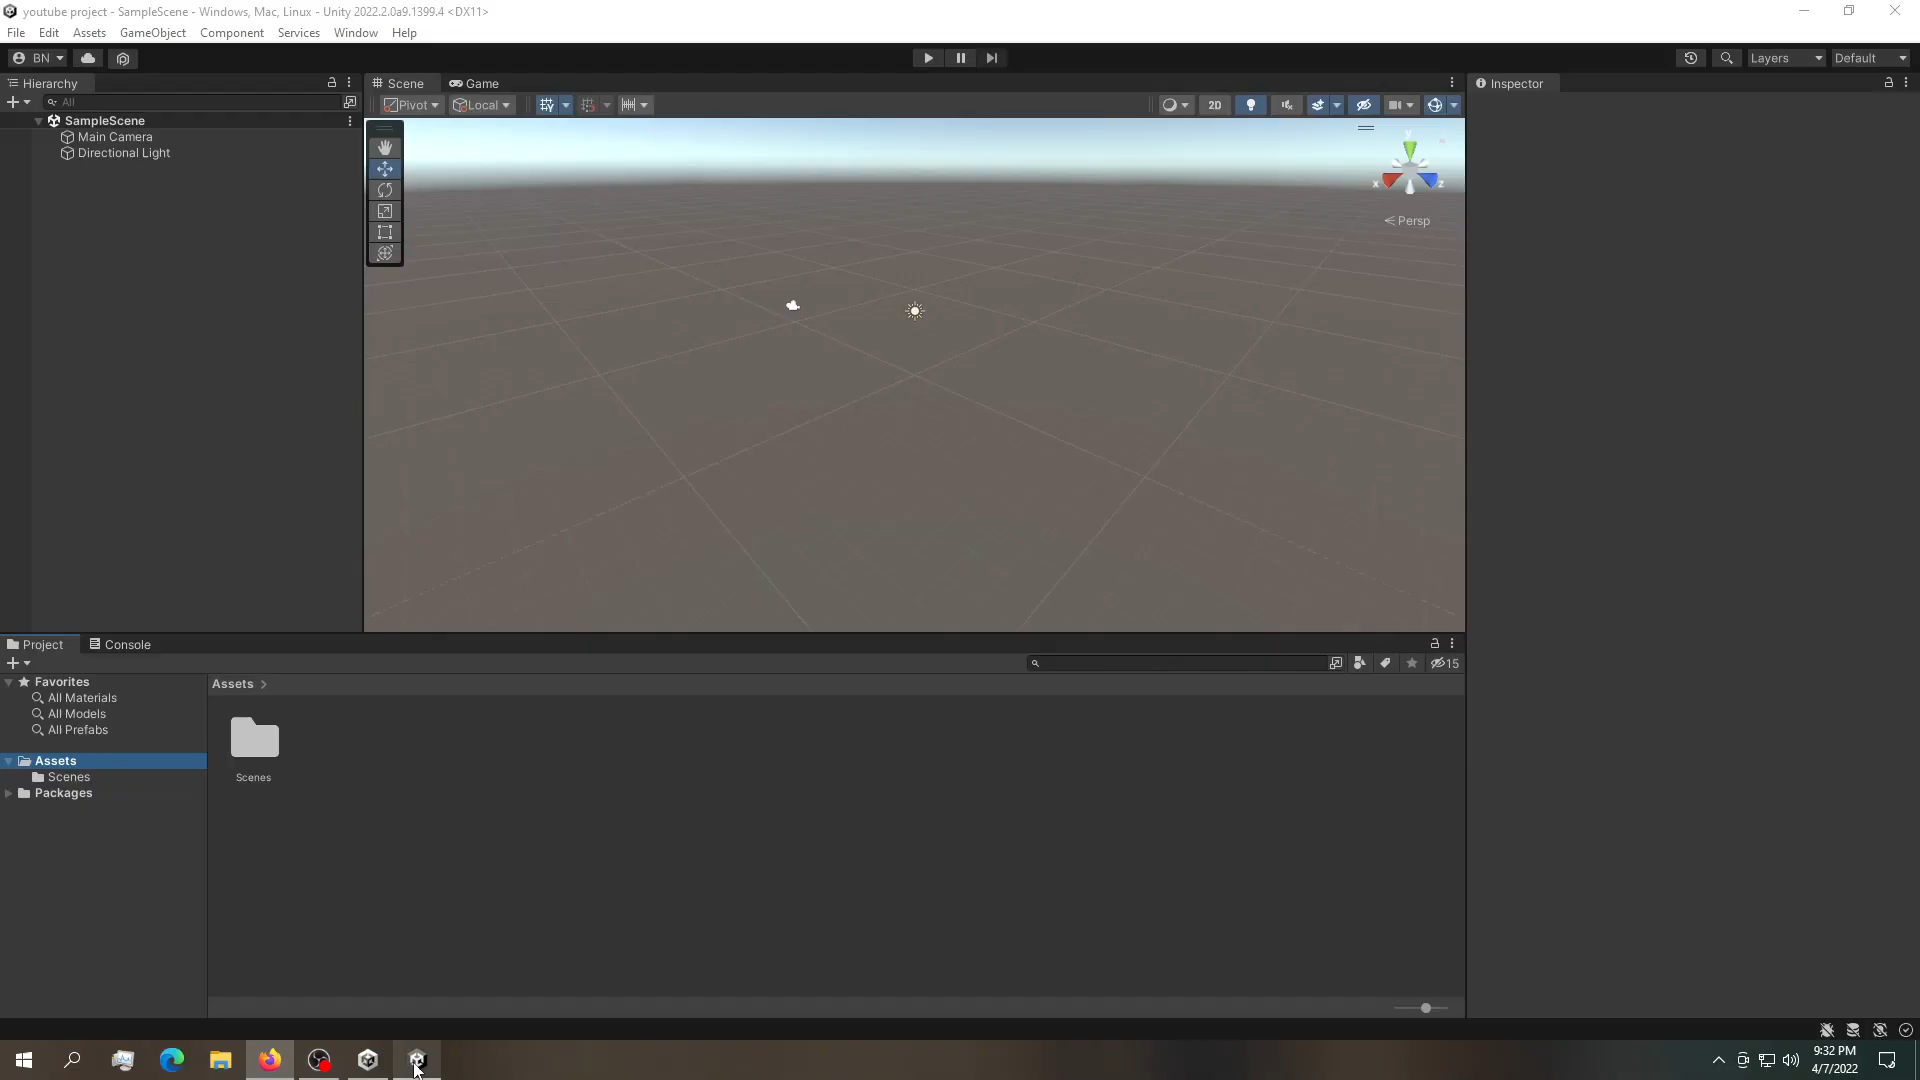 youtube project - SampleScene - Windows, Mac, Linux - Unity 2022.2.0a9.1399.4 <DX11>
File Edit Assets GameObject Component Services Window Help
BN Layers Default
Hierarchy Scene Game Inspector
All Pivot Local 2D
SampleScene
Main Camera
Directional Light
y
x z
Persp
Project Console
15
Favorites Assets
All Materials
All Models
All Prefabs
Assets
Scenes Scenes
Packages
9:32 PM
4/7/2022